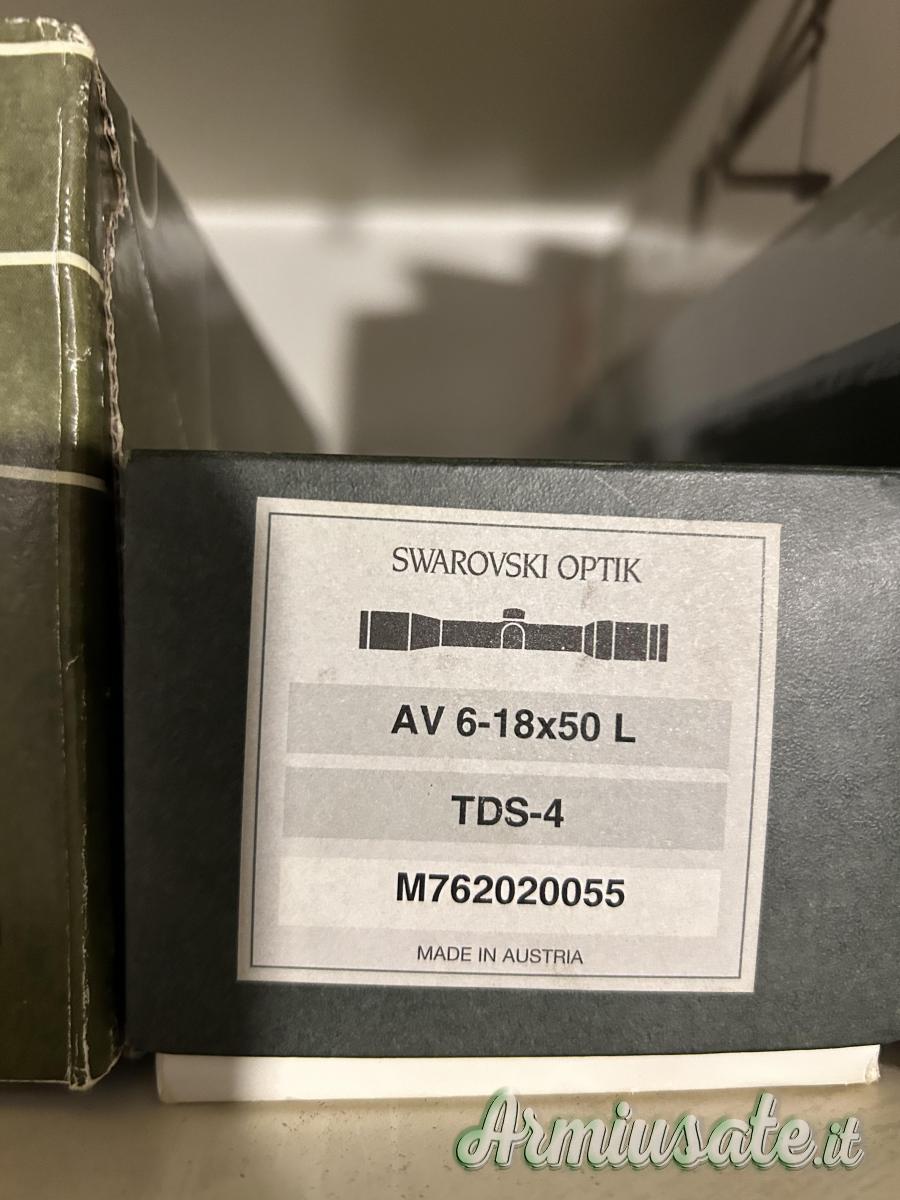 SWAROVSKI OPTIK
AV 6-18x50 L
TDS-4
M762020055
MADE IN AUSTRIA
Armiusate.it